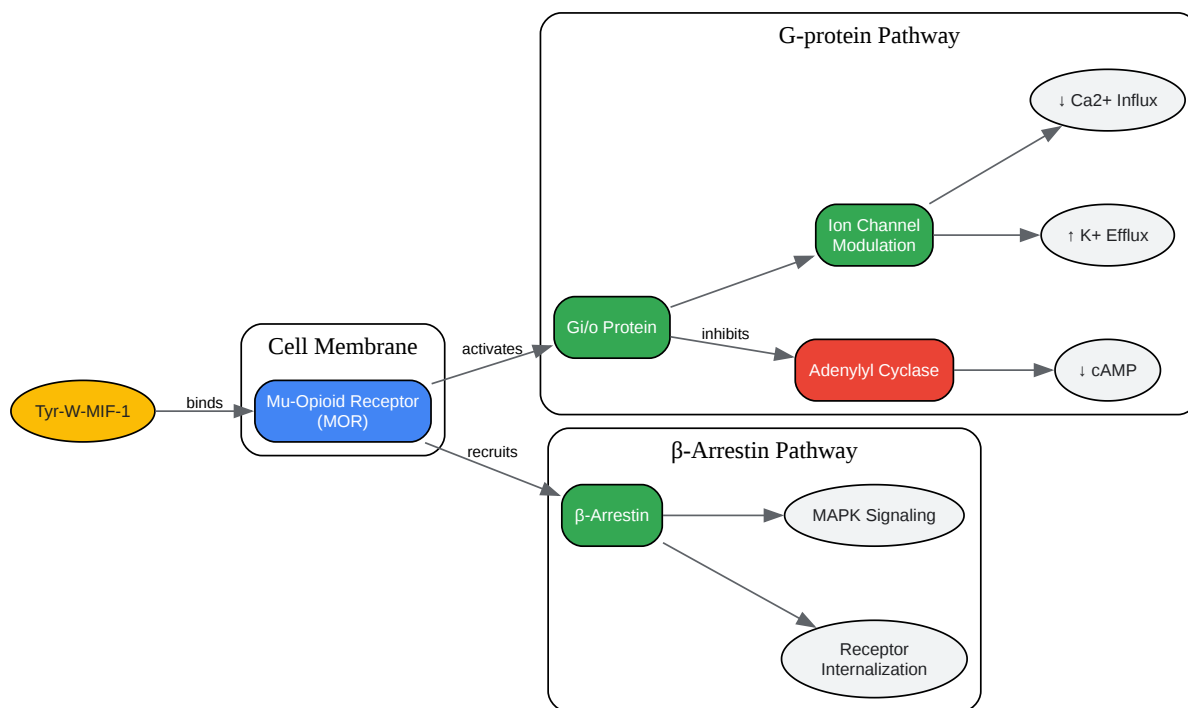 G-protein Pathway
↓ Ca2+ Influx
Ion Channel
Modulation
↑ K+ Efflux
Gi/o Protein
inhibits
Adenylyl Cyclase
↓ cAMP
Cell Membrane
activates
Tyr-W-MIF-1
binds
Mu-Opioid Receptor
(MOR)
recruits
β-Arrestin Pathway
β-Arrestin
MAPK Signaling
Receptor
Internalization